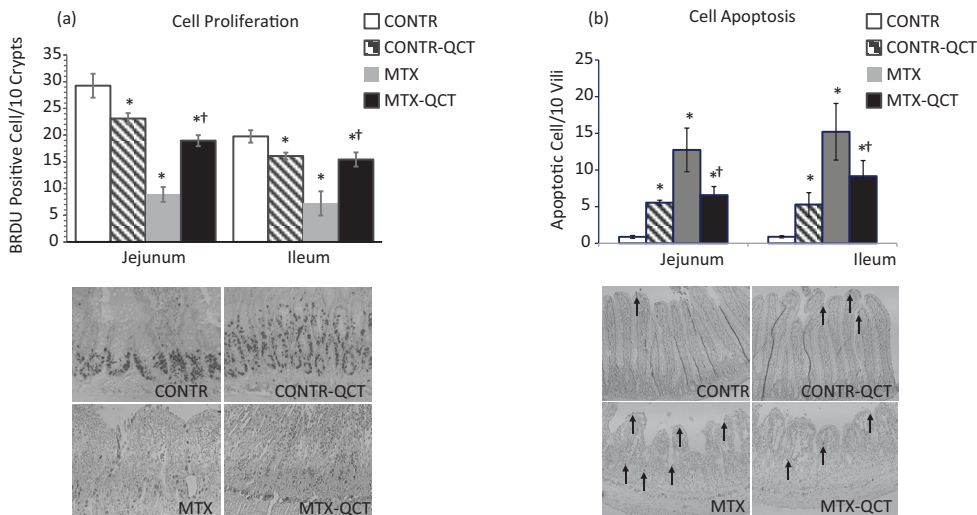 (a)
Cell Proliferation
CONTR
CONTR-QCT
MTX
MTX-QCT
BRDU Positive Cell/10 Crypts
35
30
25
20
15
10
5
0
*
*
*†
*
*
*†
Jejunum
Ileum
CONTR
CONTR-QCT
MTX
MTX-QCT
(b)
Cell Apoptosis
CONTR
CONTR-QCT
MTX
MTX-QCT
Apoptotic Cell/10 Vili
25
20
15
10
5
0
*
*
*†
*
*
*†
Jejunum
Ileum
CONTR
CONTR-QCT
MTX
MTX-QCT